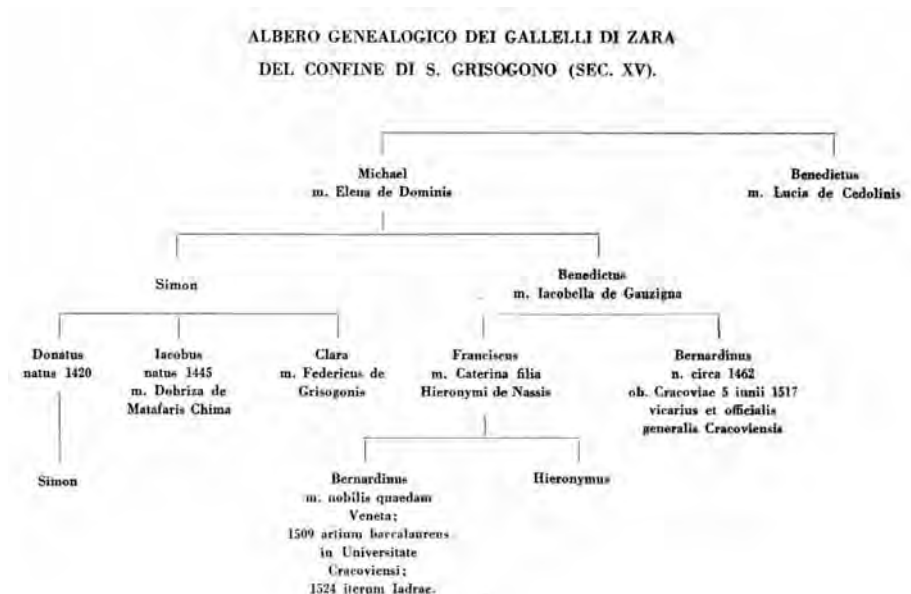 ALBERO GENEALOGICO DEI GALLELLI DI ZARA
DEL CONFINE DI S. GRISOGONO (SEC. XV).
Michael
m. Elena de Dominis
Benedictus
m. Lucia de Cedolinis
Simon
Benedictus
m. Iacobella de Gauzigna
Donatus
natus 1420
Iacobus
natus 1445
m. Dobriza de
Matafaris Chima
Clara
m. Federicus de
Grisogonis
Franciscus
m. Caterina filia
Hieronymi de Nassis
Bernardinus
n. circa 1462
ob. Cracoviae 5 iunii 1517
vicarius et officialis
generalis Cracoviensis
Simon
Bernardinus
m. nobilis quaedam
Veneta;
1509 artium baccalaureus
in Universitate
Cracoviensi;
1524 iterum Iadrae.
Hieronymus